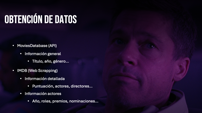 OBTENCIÓN DE DATOS
• MoviesDatabase (API)
• Información general
• Título, año, género...
• IMDB (Web Scrapping)
• Información detallada
• Puntuación, actores, directores...
• Información actores
• Año, roles, premios, nominaciones...